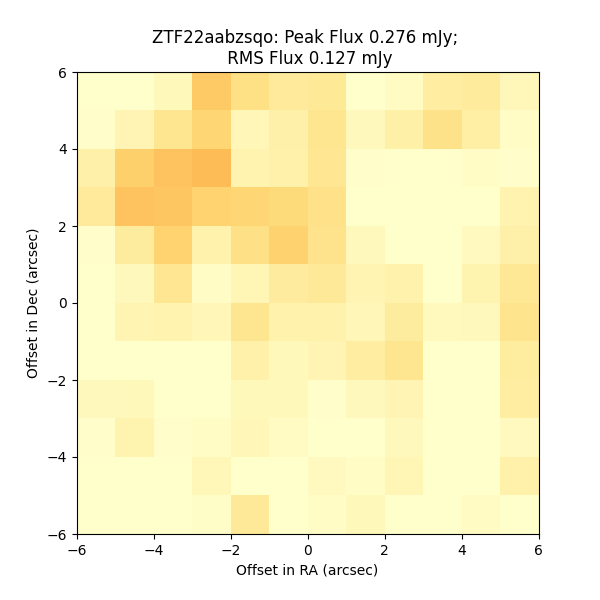 ZTF22aabzsqo: Peak Flux 0.276 mJy;
RMS Flux 0.127 mJy
6
4
2
0
−2
−4
−6
Offset in Dec (arcsec)
−6 −4 −2 0 2 4 6
Offset in RA (arcsec)